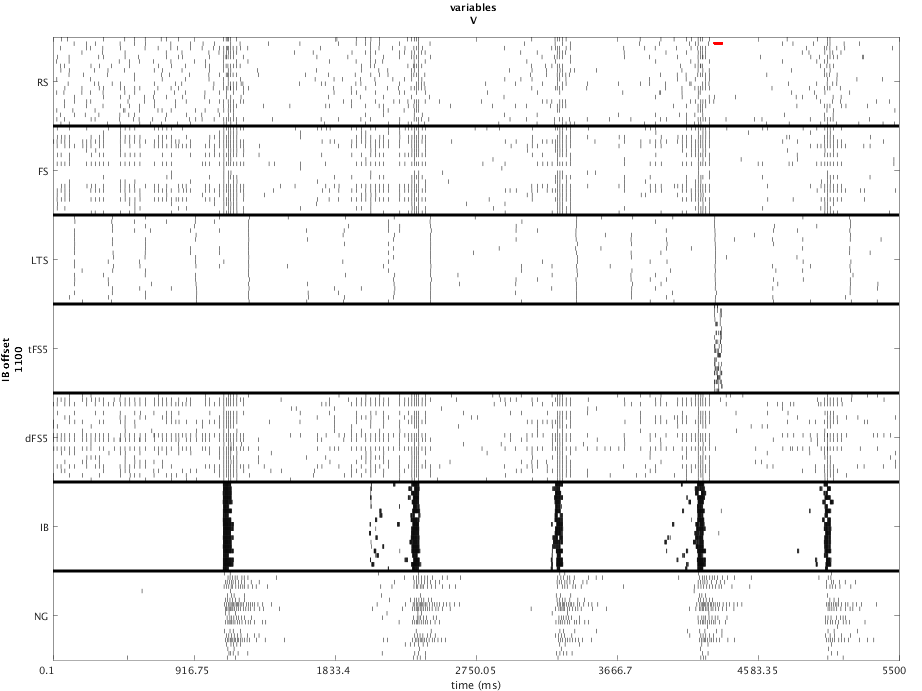 variables
V
RS
FS
LTS
tFS5
dFS5
IB
NG
IB offset
1100
0.1 916.75 1833.4 2750.05 3666.7 4583.35 5500
time (ms)